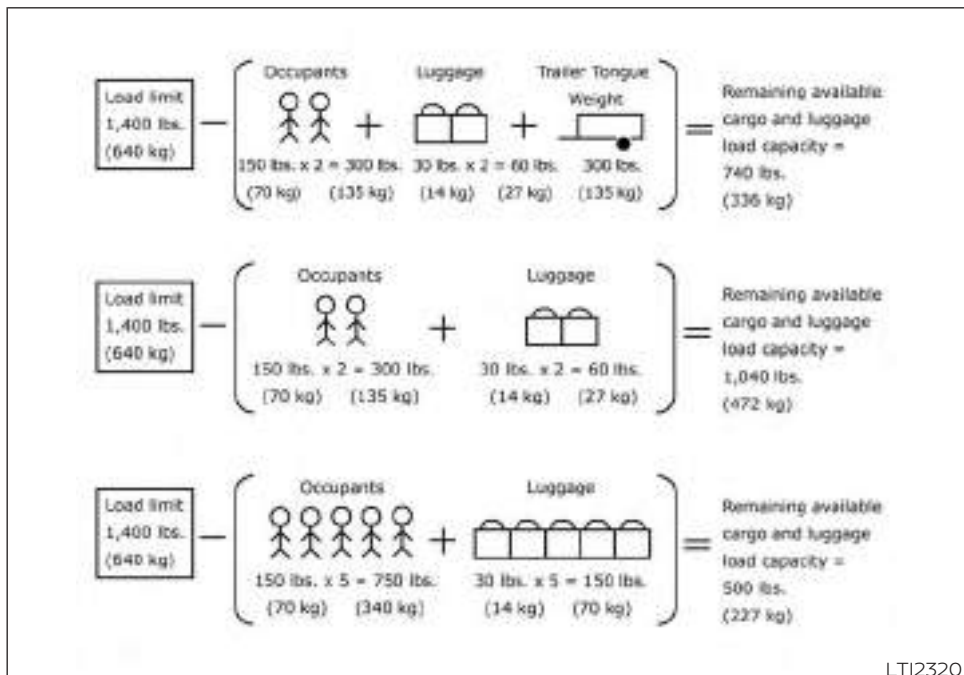 Occupants Luggage Trailer Tongue
Weight
Load limit
1,400 lbs.
(640 kg)
150 lbs. x 2 = 300 lbs. 30 lbs. x 2 = 60 lbs. 300 lbs.
(70 kg) (135 kg) (14 kg) (27 kg) (135 kg)
Remaining available
cargo and luggage
load capacity =
740 lbs.
(336 kg)
Occupants Luggage
Load limit
1,400 lbs.
(640 kg)
150 lbs. x 2 = 300 lbs. 30 lbs. x 2 = 60 lbs.
(70 kg) (135 kg) (14 kg) (27 kg)
Remaining available
cargo and luggage
load capacity =
1,040 lbs.
(472 kg)
Occupants Luggage
Load limit
1,400 lbs.
(640 kg)
150 lbs. x 5 = 750 lbs. 30 lbs. x 5 = 150 lbs.
(70 kg) (340 kg) (14 kg) (70 kg)
Remaining available
cargo and luggage
load capacity =
500 lbs.
(227 kg)
LTI2320